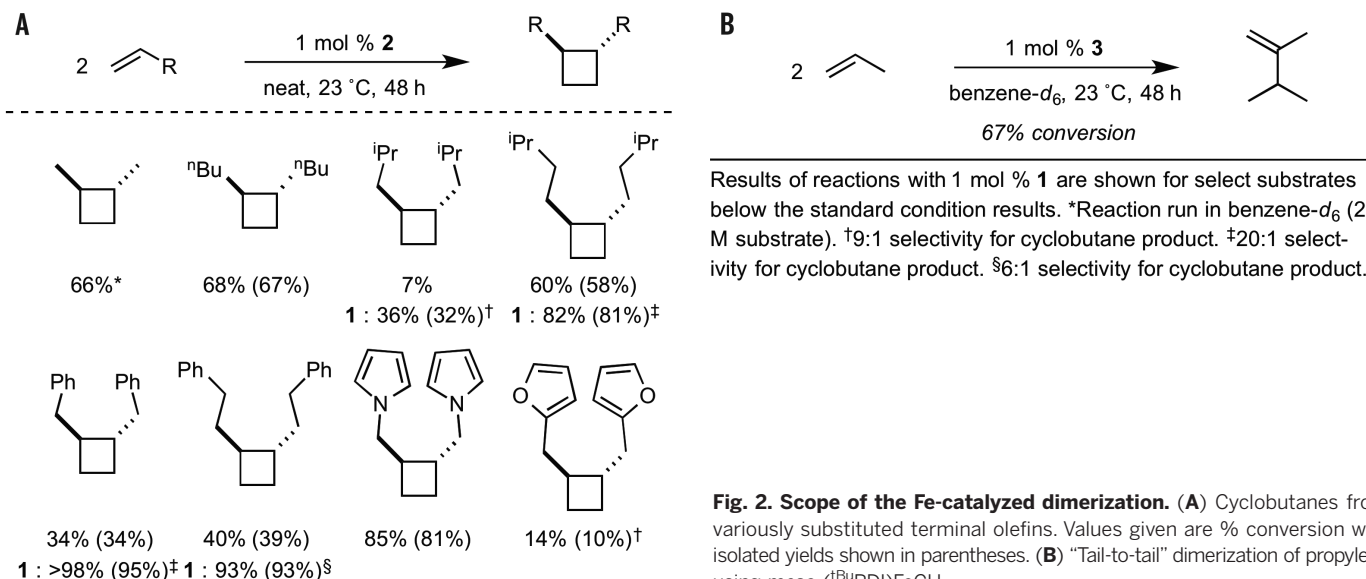 A
2
R
1 mol % 2
neat, 23 °C, 48 h
R
R
ⁿBu
ⁿBu
ⁱPr
ⁱPr
ⁱPr
ⁱPr
66%*
68% (67%)
7%
60% (58%)
1 : 36% (32%)†
1 : 82% (81%)‡
Ph
Ph
Ph
Ph
N
N
O
O
34% (34%)
40% (39%)
85% (81%)
14% (10%)†
1 : >98% (95%)‡
1 : 93% (93%)§
B
2
1 mol % 3
benzene-d₆, 23 °C, 48 h
67% conversion
Results of reactions with 1 mol % 1 are shown for select substrates
below the standard condition results. *Reaction run in benzene-d₆ (2
M substrate). †9:1 selectivity for cyclobutane product. ‡20:1 select-
ivity for cyclobutane product. §6:1 selectivity for cyclobutane product.
Fig. 2. Scope of the Fe-catalyzed dimerization. (A) Cyclobutanes
variously substituted terminal olefins. Values given are % conversion
isolated yields shown in parentheses. (B) “Tail-to-tail” dimerization of